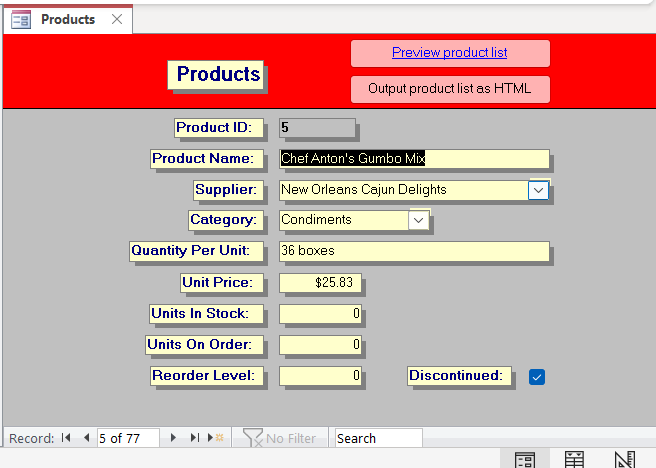 Products
Products
Preview product list
Output product list as HTML
Product ID: 5
Product Name: Chef Anton's Gumbo Mix
Supplier: New Orleans Cajun Delights
Category: Condiments
Quantity Per Unit: 36 boxes
Unit Price: $25.83
Units In Stock: 0
Units On Order: 0
Reorder Level: 0 Discontinued:
Record: 5 of 77 No Filter Search